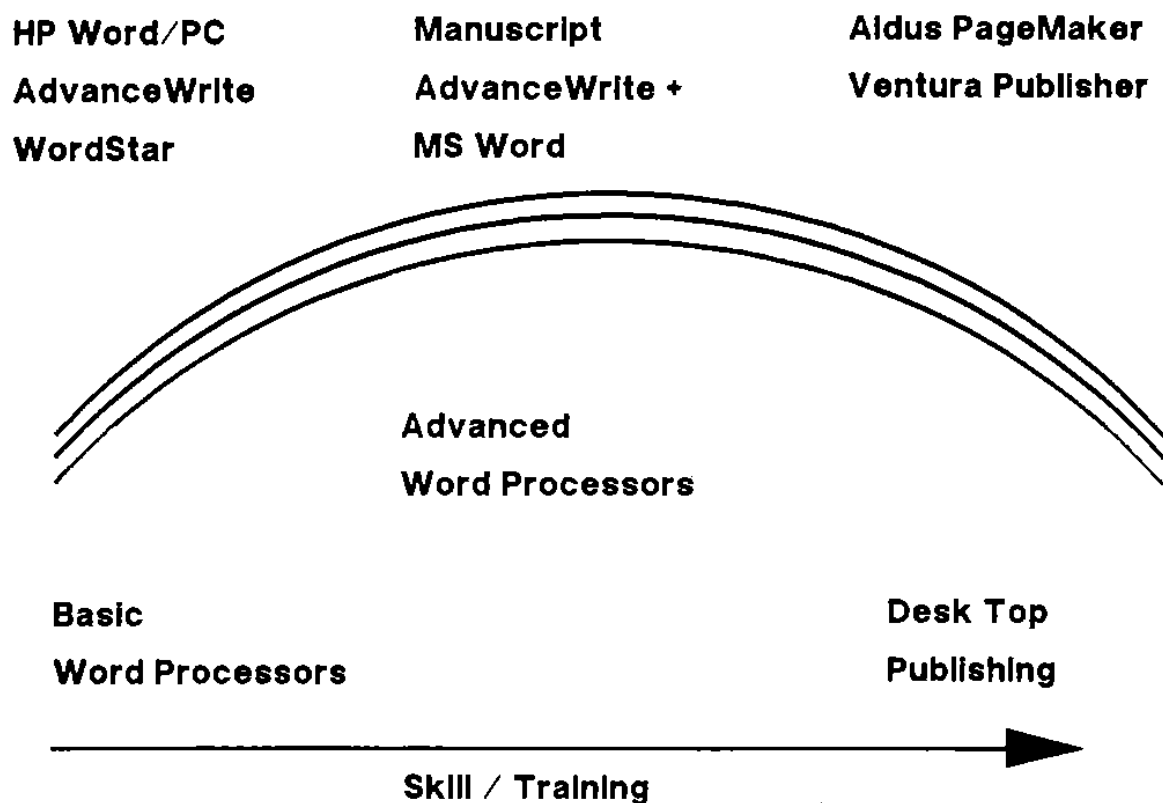 HP Word/PC
AdvanceWrite
WordStar
Manuscript
AdvanceWrite +
MS Word
Aldus PageMaker
Ventura Publisher
Advanced
Word Processors
Basic
Word Processors
Desk Top
Publishing
Skill / Training